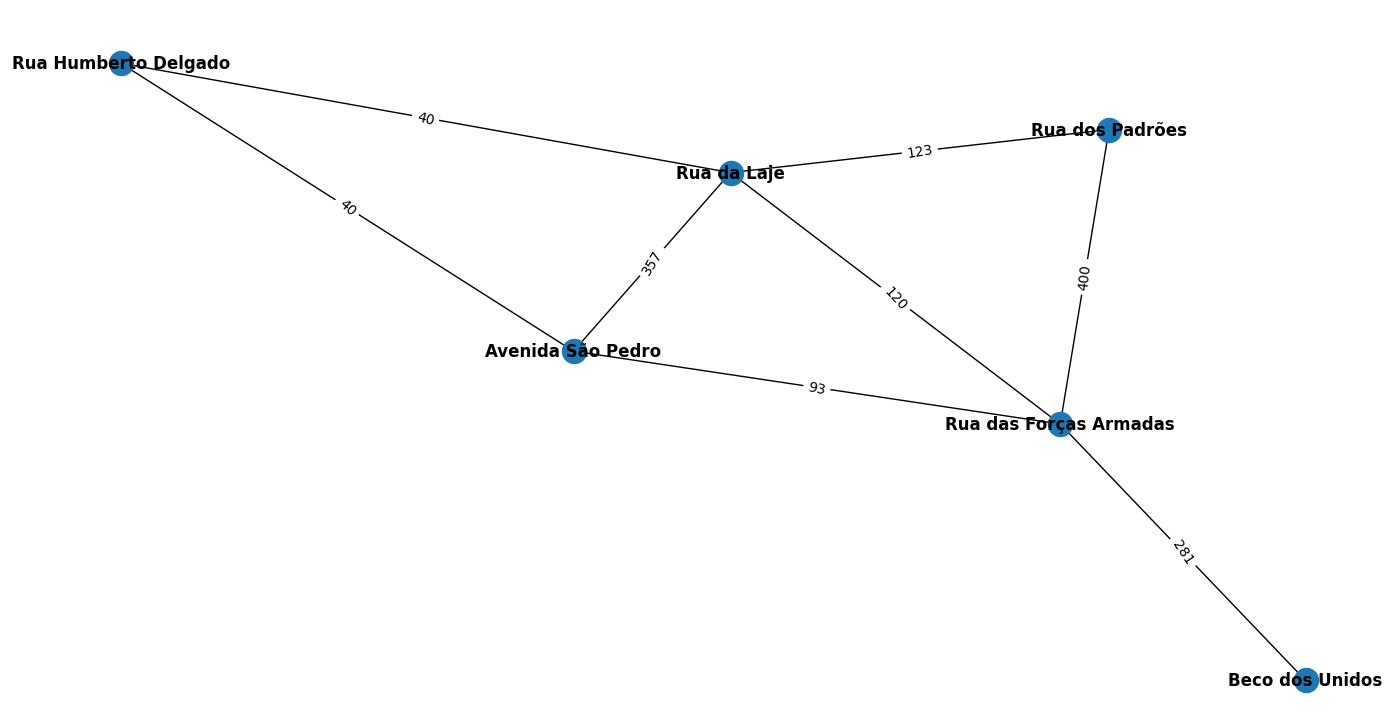 Rua Humberto Delgado
40
Rua dos Padrões
123
Rua da Laje
40
357
400
120
Avenida São Pedro
93
Rua das Forças Armadas
281
Beco dos Unidos